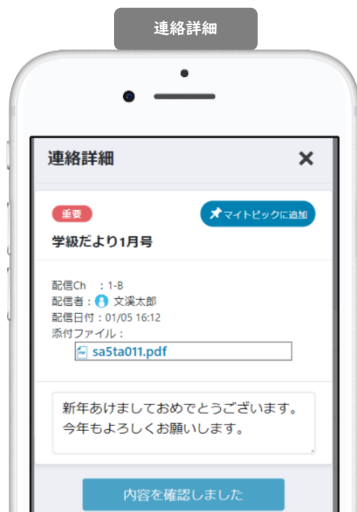 連絡詳細
連絡詳細 ×
重要 マイトピックに追加
学級だより1月号
配信Ch ：1-B
配信者： 文溪太郎
配信日付：01/05 16:12
添付ファイル：
sa5ta011.pdf
新年あけましておめでとうございます。
今年もよろしくお願いします。
内容を確認しました